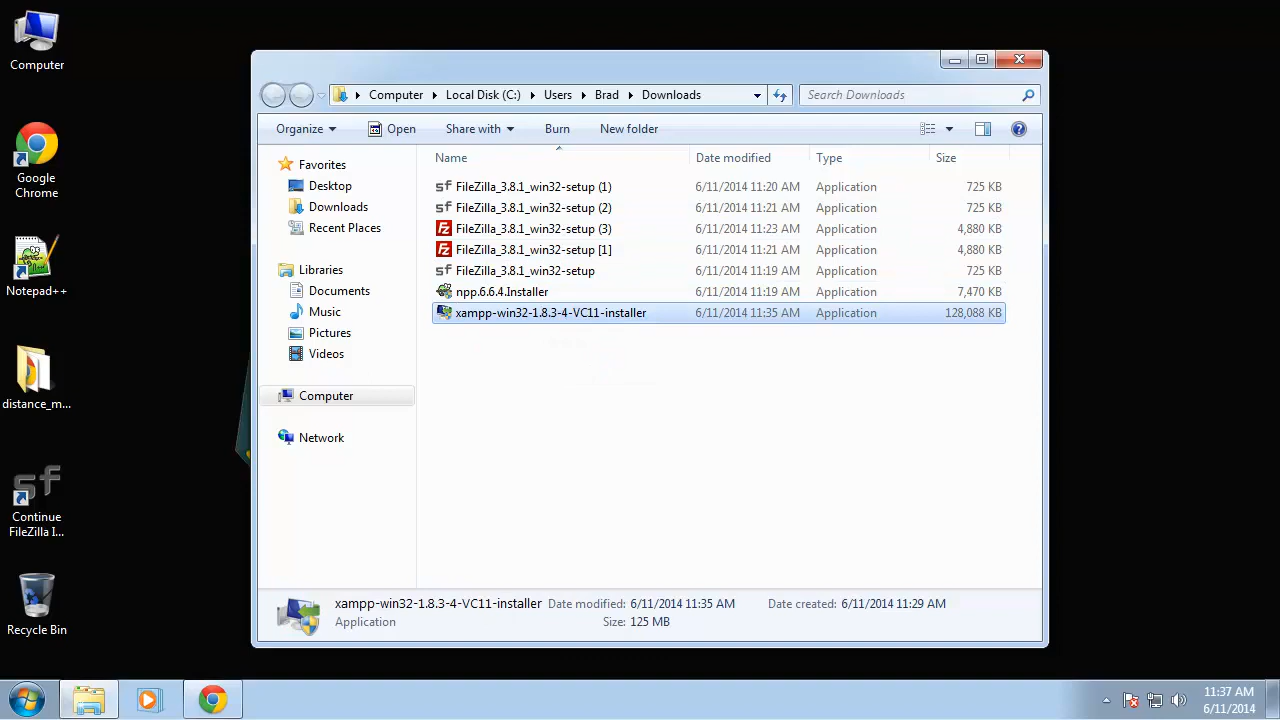 Computer
Google
Chrome
Notepad++
distance_m...
sf
Continue
FileZilla I...
Recycle Bin
Computer Local Disk (C:) Users Brad Downloads
Search Downloads
Organize Open Share with Burn New folder
Name Date modified Type Size
Favorites
Desktop
Downloads
Recent Places
Libraries
Documents
Music
Pictures
Videos
Computer
Network
sf FileZilla_3.8.1_win32-setup (1) 6/11/2014 11:20 AM Application 725 KB
sf FileZilla_3.8.1_win32-setup (2) 6/11/2014 11:21 AM Application 725 KB
Fz FileZilla_3.8.1_win32-setup (3) 6/11/2014 11:23 AM Application 4,880 KB
Fz FileZilla_3.8.1_win32-setup [1] 6/11/2014 11:21 AM Application 4,880 KB
sf FileZilla_3.8.1_win32-setup 6/11/2014 11:19 AM Application 725 KB
npp.6.6.4.Installer 6/11/2014 11:19 AM Application 7,470 KB
xampp-win32-1.8.3-4-VC11-installer 6/11/2014 11:35 AM Application 128,088 KB
xampp-win32-1.8.3-4-VC11-installer Date modified: 6/11/2014 11:35 AM Date created: 6/11/2014 11:29 AM
Application Size: 125 MB
11:37 AM
6/11/2014